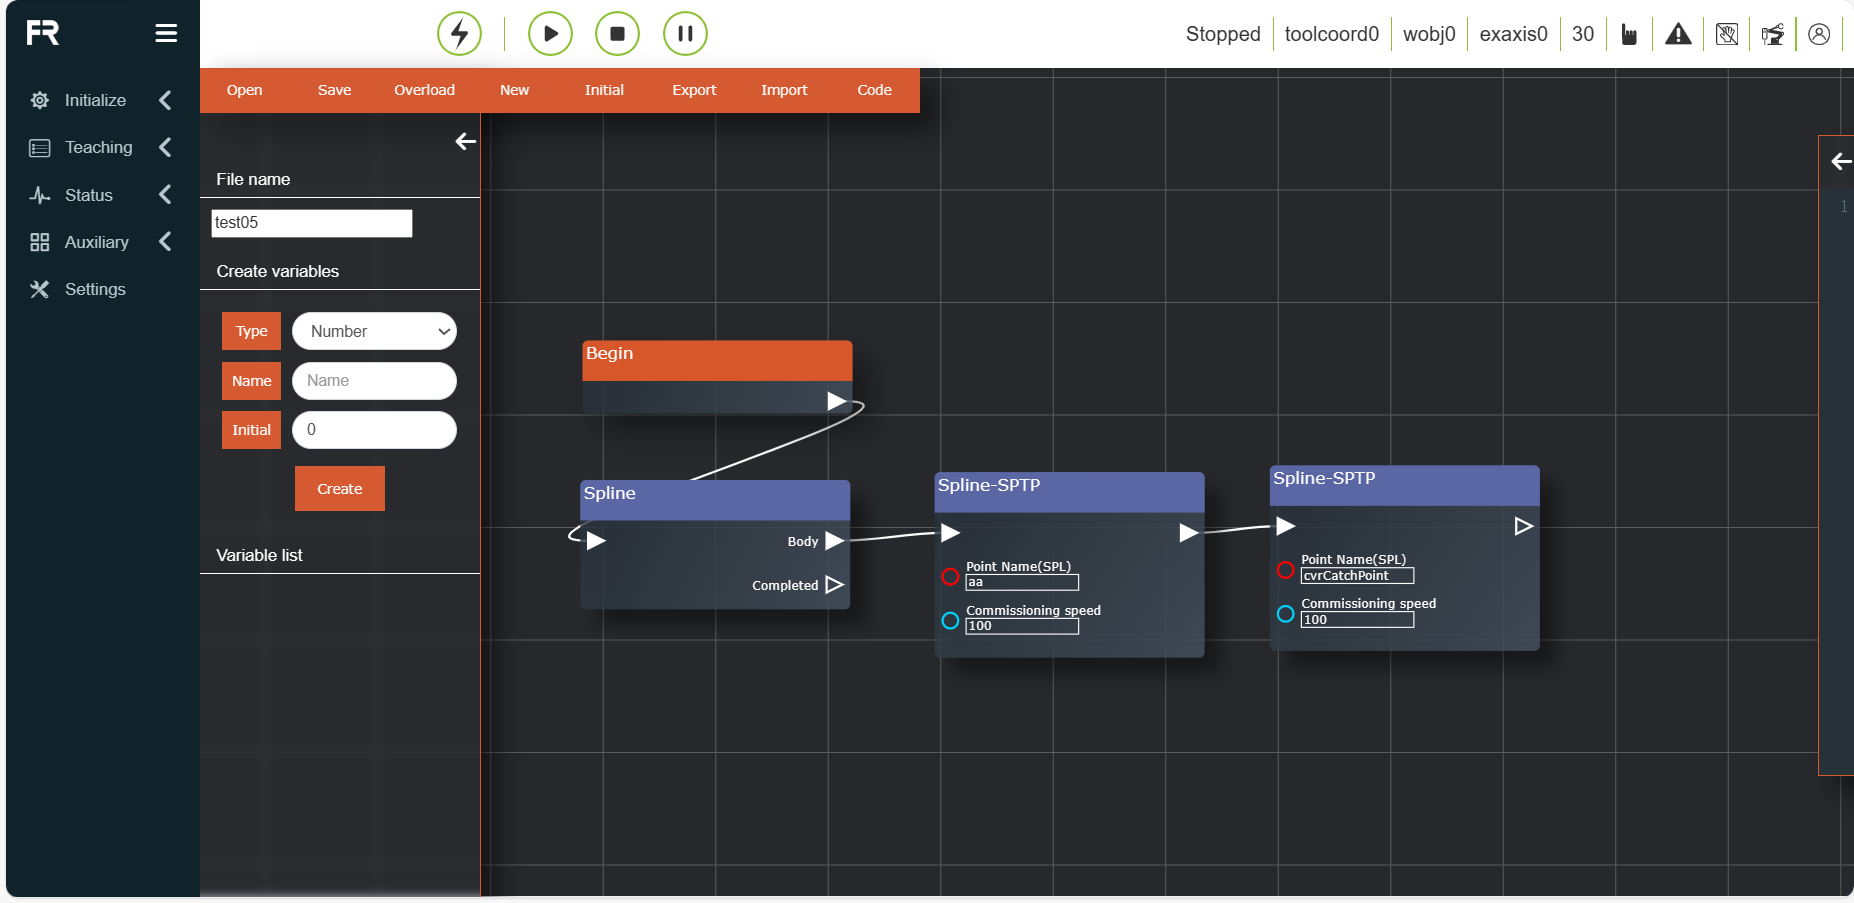 FR
Stopped toolcoord0 wobj0 exaxis0 30
Initialize
Teaching
Status
Auxiliary
Settings
Open Save Overload New Initial Export Import Code
File name
test05
Create variables
Type Number
Name Name
Initial 0
Create
Variable list
Begin
Spline
Body
Completed
Spline-SPTP
Point Name(SPL)
aa
Commissioning speed
100
Spline-SPTP
Point Name(SPL)
cvrCatchPoint
Commissioning speed
100
1